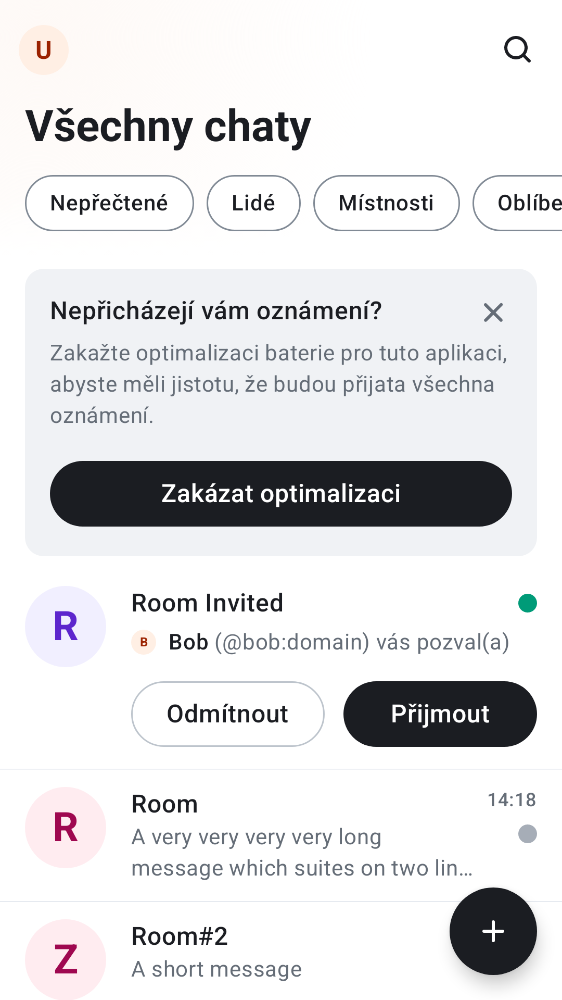 U
Všechny chaty
Nepřečtené
Lidé
Místnosti
Oblíbe
Nepřicházejí vám oznámení?
Zakažte optimalizaci baterie pro tuto aplikaci,
abyste měli jistotu, že budou přijata všechna
oznámení.
Zakázat optimalizaci
R
Room Invited
B Bob (@bob:domain) vás pozval(a)
Odmítnout
Přijmout
R
Room
14:18
A very very very very long
message which suites on two lin…
Z
Room#2
A short message